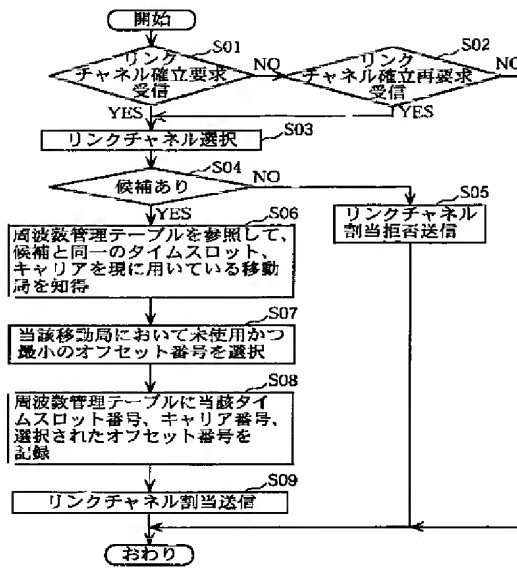 開始
S01
リンク
チャネル確立要求
受信
NO
S02
リンク
チャネル確立再要求
受信
NO
YES
YES
リンクチャネル選択
S03
S04
候補あり
NO
YES
S05
リンクチャネル
割当拒否送信
S06
周波数管理テーブルを参照して、
候補と同一のタイムスロット、
キャリアを現に用いている移動
局を知得
S07
当該移動局において未使用かつ
最小のオフセット番号を選択
S08
周波数管理テーブルに当該タイ
ムスロット番号、キャリア番号、
選択されたオフセット番号を
記録
S09
リンクチャネル割当送信
おわり